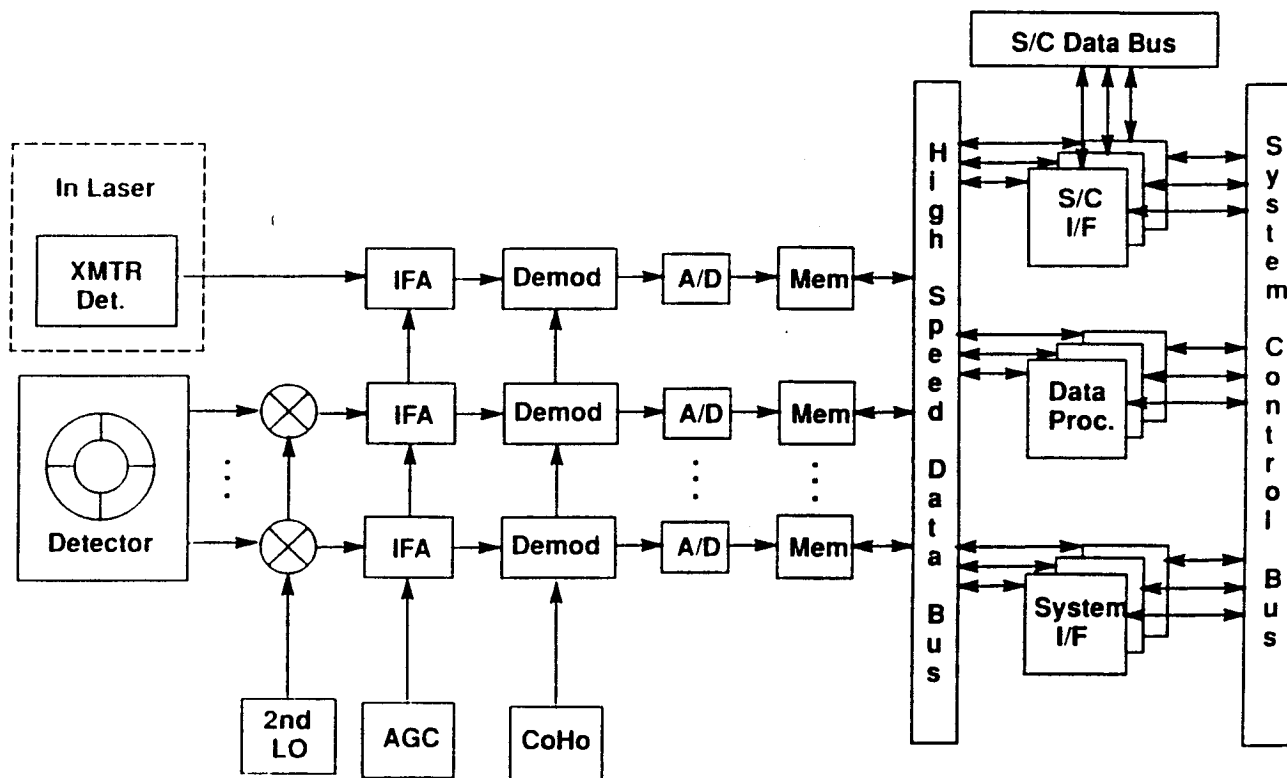 S/C Data Bus
In Laser
XMTR
Det.
IFA
Demod
A/D
Mem
High Speed Data Bus
S/C
I/F
System Control Bus
IFA
Demod
A/D
Mem
Data
Proc.
Detector
IFA
Demod
A/D
Mem
System
I/F
2nd
LO
AGC
CoHo